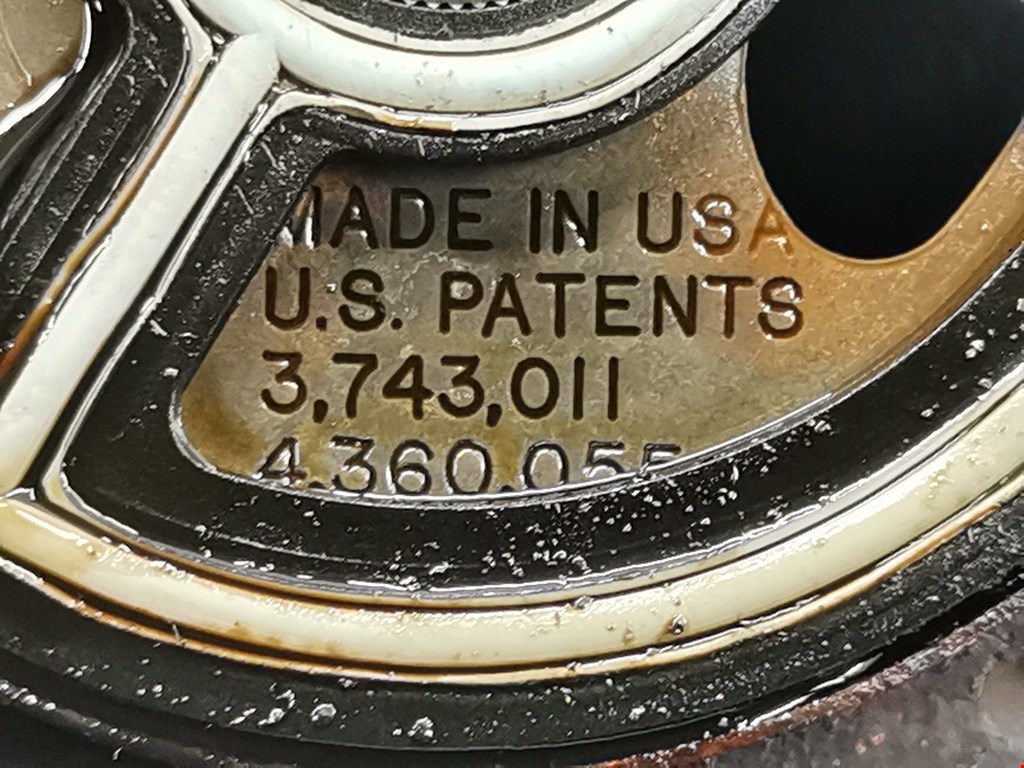 MADE IN USA
U.S. PATENTS
3,743,011
4,360,055